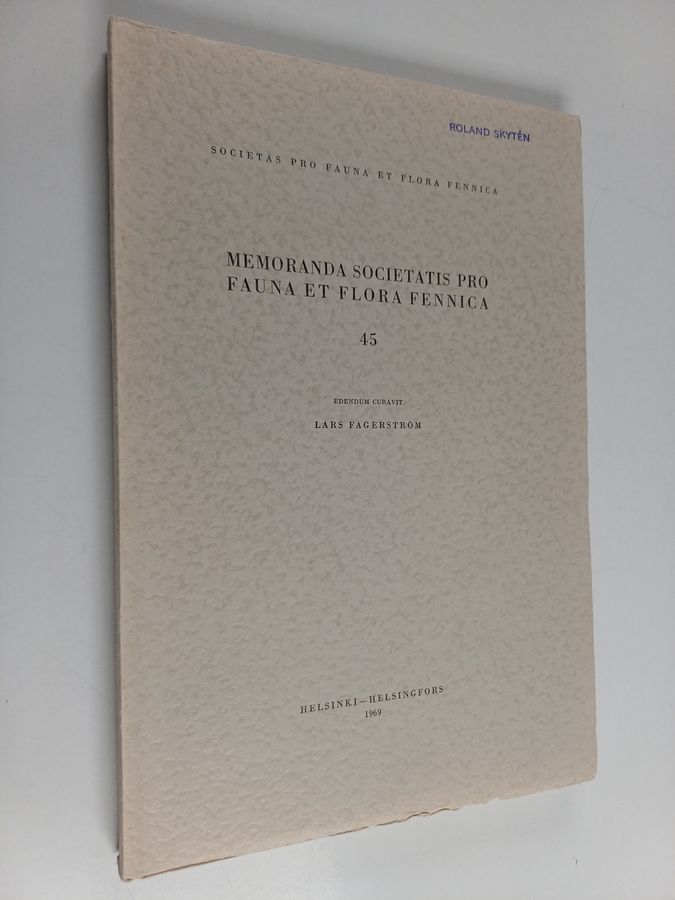 ROLAND SKYTÉN
SOCIETAS PRO FAUNA ET FLORA FENNICA
MEMORANDA SOCIETATIS PRO
FAUNA ET FLORA FENNICA
45
EDENDUM CURAVIT
LARS FAGERSTRÖM
HELSINKI—HELSINGFORS
1969